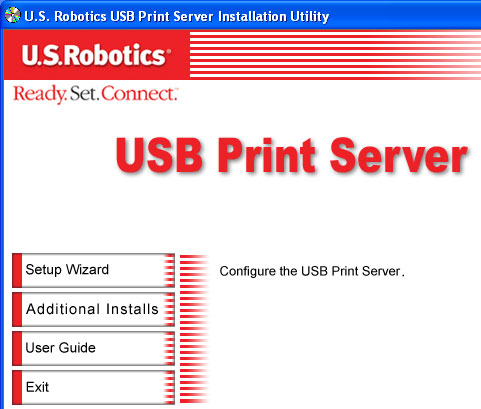 U.S. Robotics USB Print Server Installation Utility
U.S.Robotics®
Ready. Set. Connect.™
USB Print Server
Setup Wizard
Configure the USB Print Server.
Additional Installs
User Guide
Exit